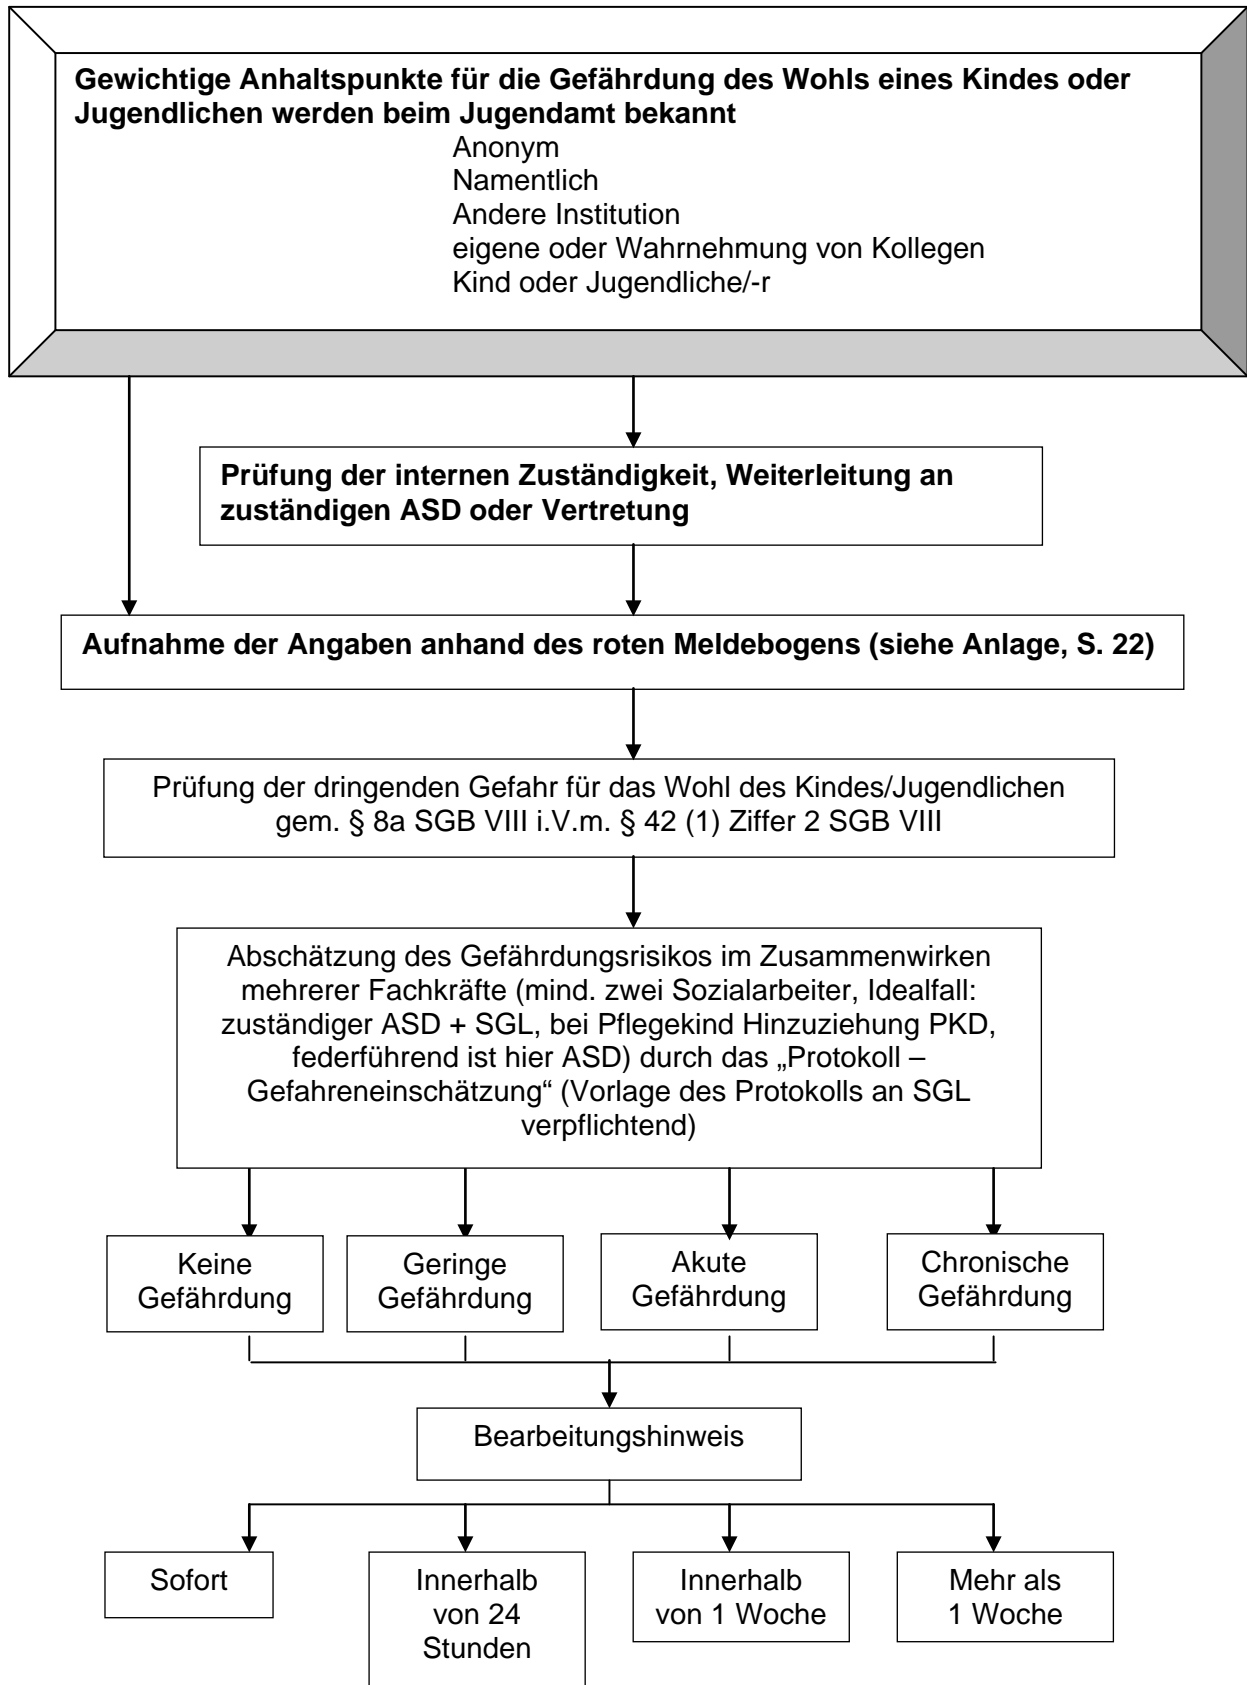 Gewichtige Anhaltspunkte für die Gefährdung des Wohls eines Kindes oder
Jugendlichen werden beim Jugendamt bekannt
Anonym
Namentlich
Andere Institution
eigene oder Wahrnehmung von Kollegen
Kind oder Jugendliche/-r
Prüfung der internen Zuständigkeit, Weiterleitung an
zuständigen ASD oder Vertretung
Aufnahme der Angaben anhand des roten Meldebogens (siehe Anlage, S. 22)
Prüfung der dringenden Gefahr für das Wohl des Kindes/Jugendlichen
gem. § 8a SGB VIII i.V.m. § 42 (1) Ziffer 2 SGB VIII
Abschätzung des Gefährdungsrisikos im Zusammenwirken
mehrerer Fachkräfte (mind. zwei Sozialarbeiter, Idealfall:
zuständiger ASD + SGL, bei Pflegekind Hinzuziehung PKD,
federführend ist hier ASD) durch das „Protokoll –
Gefahreneinschätzung“ (Vorlage des Protokolls an SGL
verpflichtend)
Keine
Gefährdung
Geringe
Gefährdung
Akute
Gefährdung
Chronische
Gefährdung
Bearbeitungshinweis
Sofort
Innerhalb
von 24
Stunden
Innerhalb
von 1 Woche
Mehr als
1 Woche